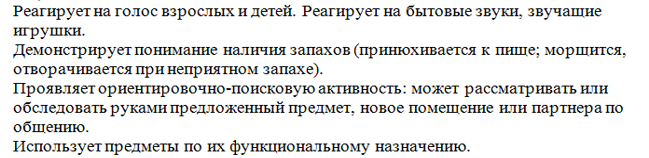 Реагирует на голос взрослых и детей. Реагирует на бытовые звуки, звучащие
игрушки.
Демонстрирует понимание наличия запахов (принюхивается к пище; морщится,
отворачивается при неприятном запахе).
Проявляет ориентировочно-поисковую активность: может рассматривать или
обследовать руками предложенный предмет, новое помещение или партнера по
общению.
Использует предметы по их функциональному назначению.